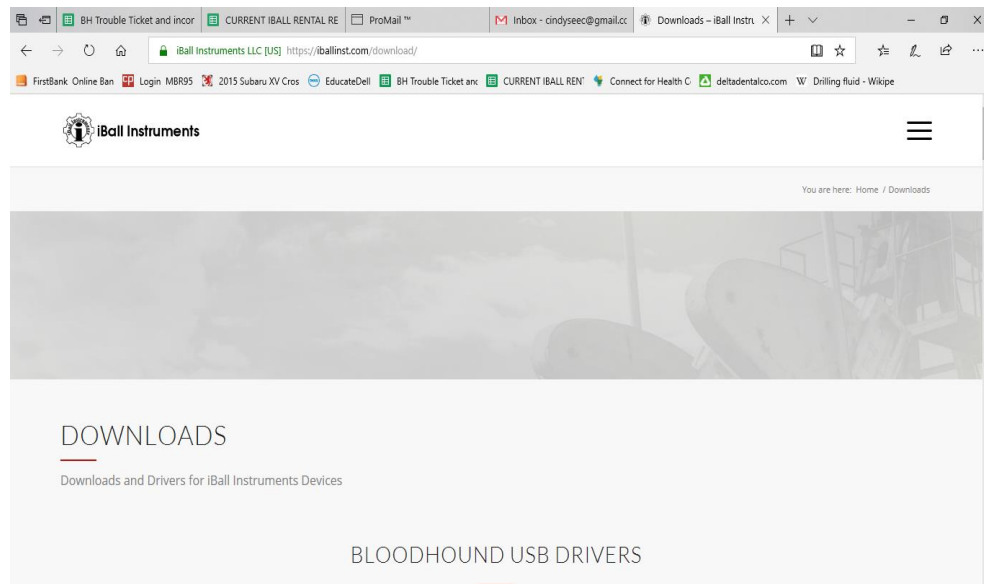 BH Trouble Ticket and incor
CURRENT IBALL RENTAL RE
ProMail ™
Inbox - cindyseec@gmail.cc
Downloads – iBall Instru
iBall Instruments LLC [US] https://iballinst.com/download/
FirstBank Online Ban
Login MBR95
2015 Subaru XV Cros
EducateDell
BH Trouble Ticket anc
CURRENT IBALL REN
Connect for Health C
deltadentalco.com
W Drilling fluid - Wikipe
iBall Instruments
You are here: Home / Downloads
DOWNLOADS
Downloads and Drivers for iBall Instruments Devices
BLOODHOUND USB DRIVERS